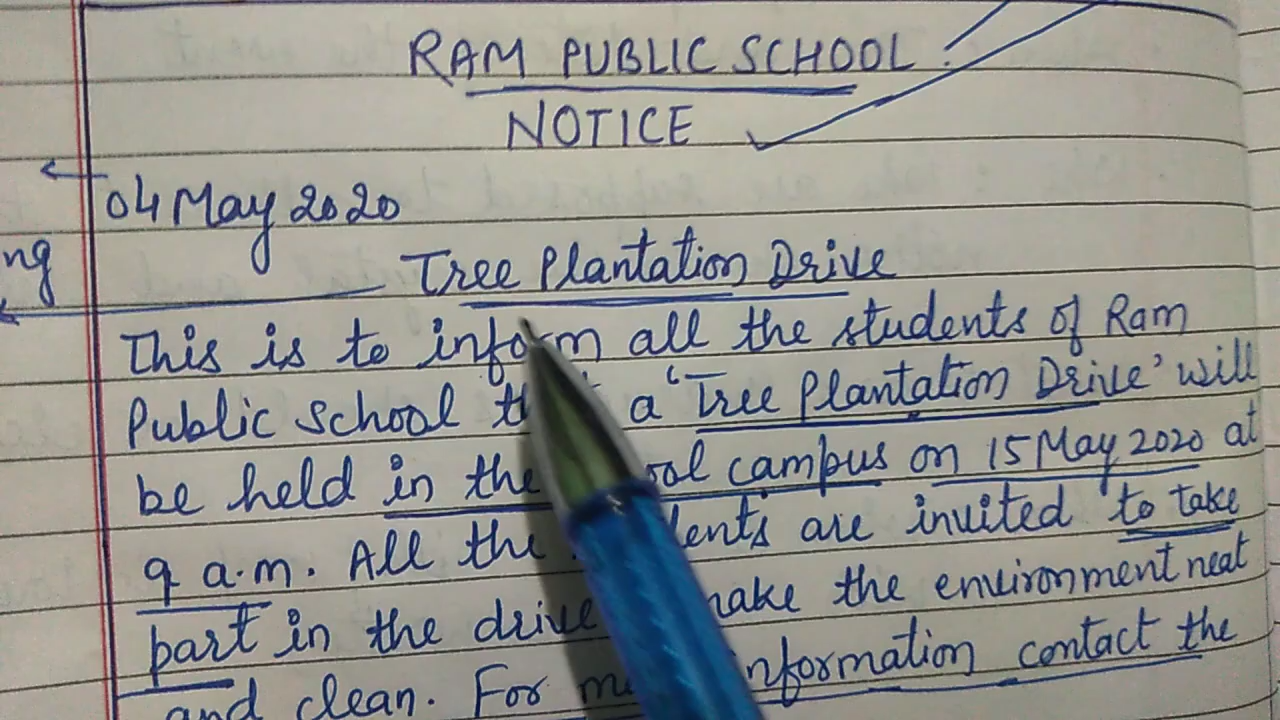 RAM PUBLIC SCHOOL.
NOTICE
04 May 2020
ng
Tree Plantation Drive
This is to inform all the students of Ram
Public School a 'Tree Plantation Drive' will
be held in the campus on 15 May 2020 at
9 a.m. All the are invited to take
part in the drive the environment neat
and clean. For information contact the